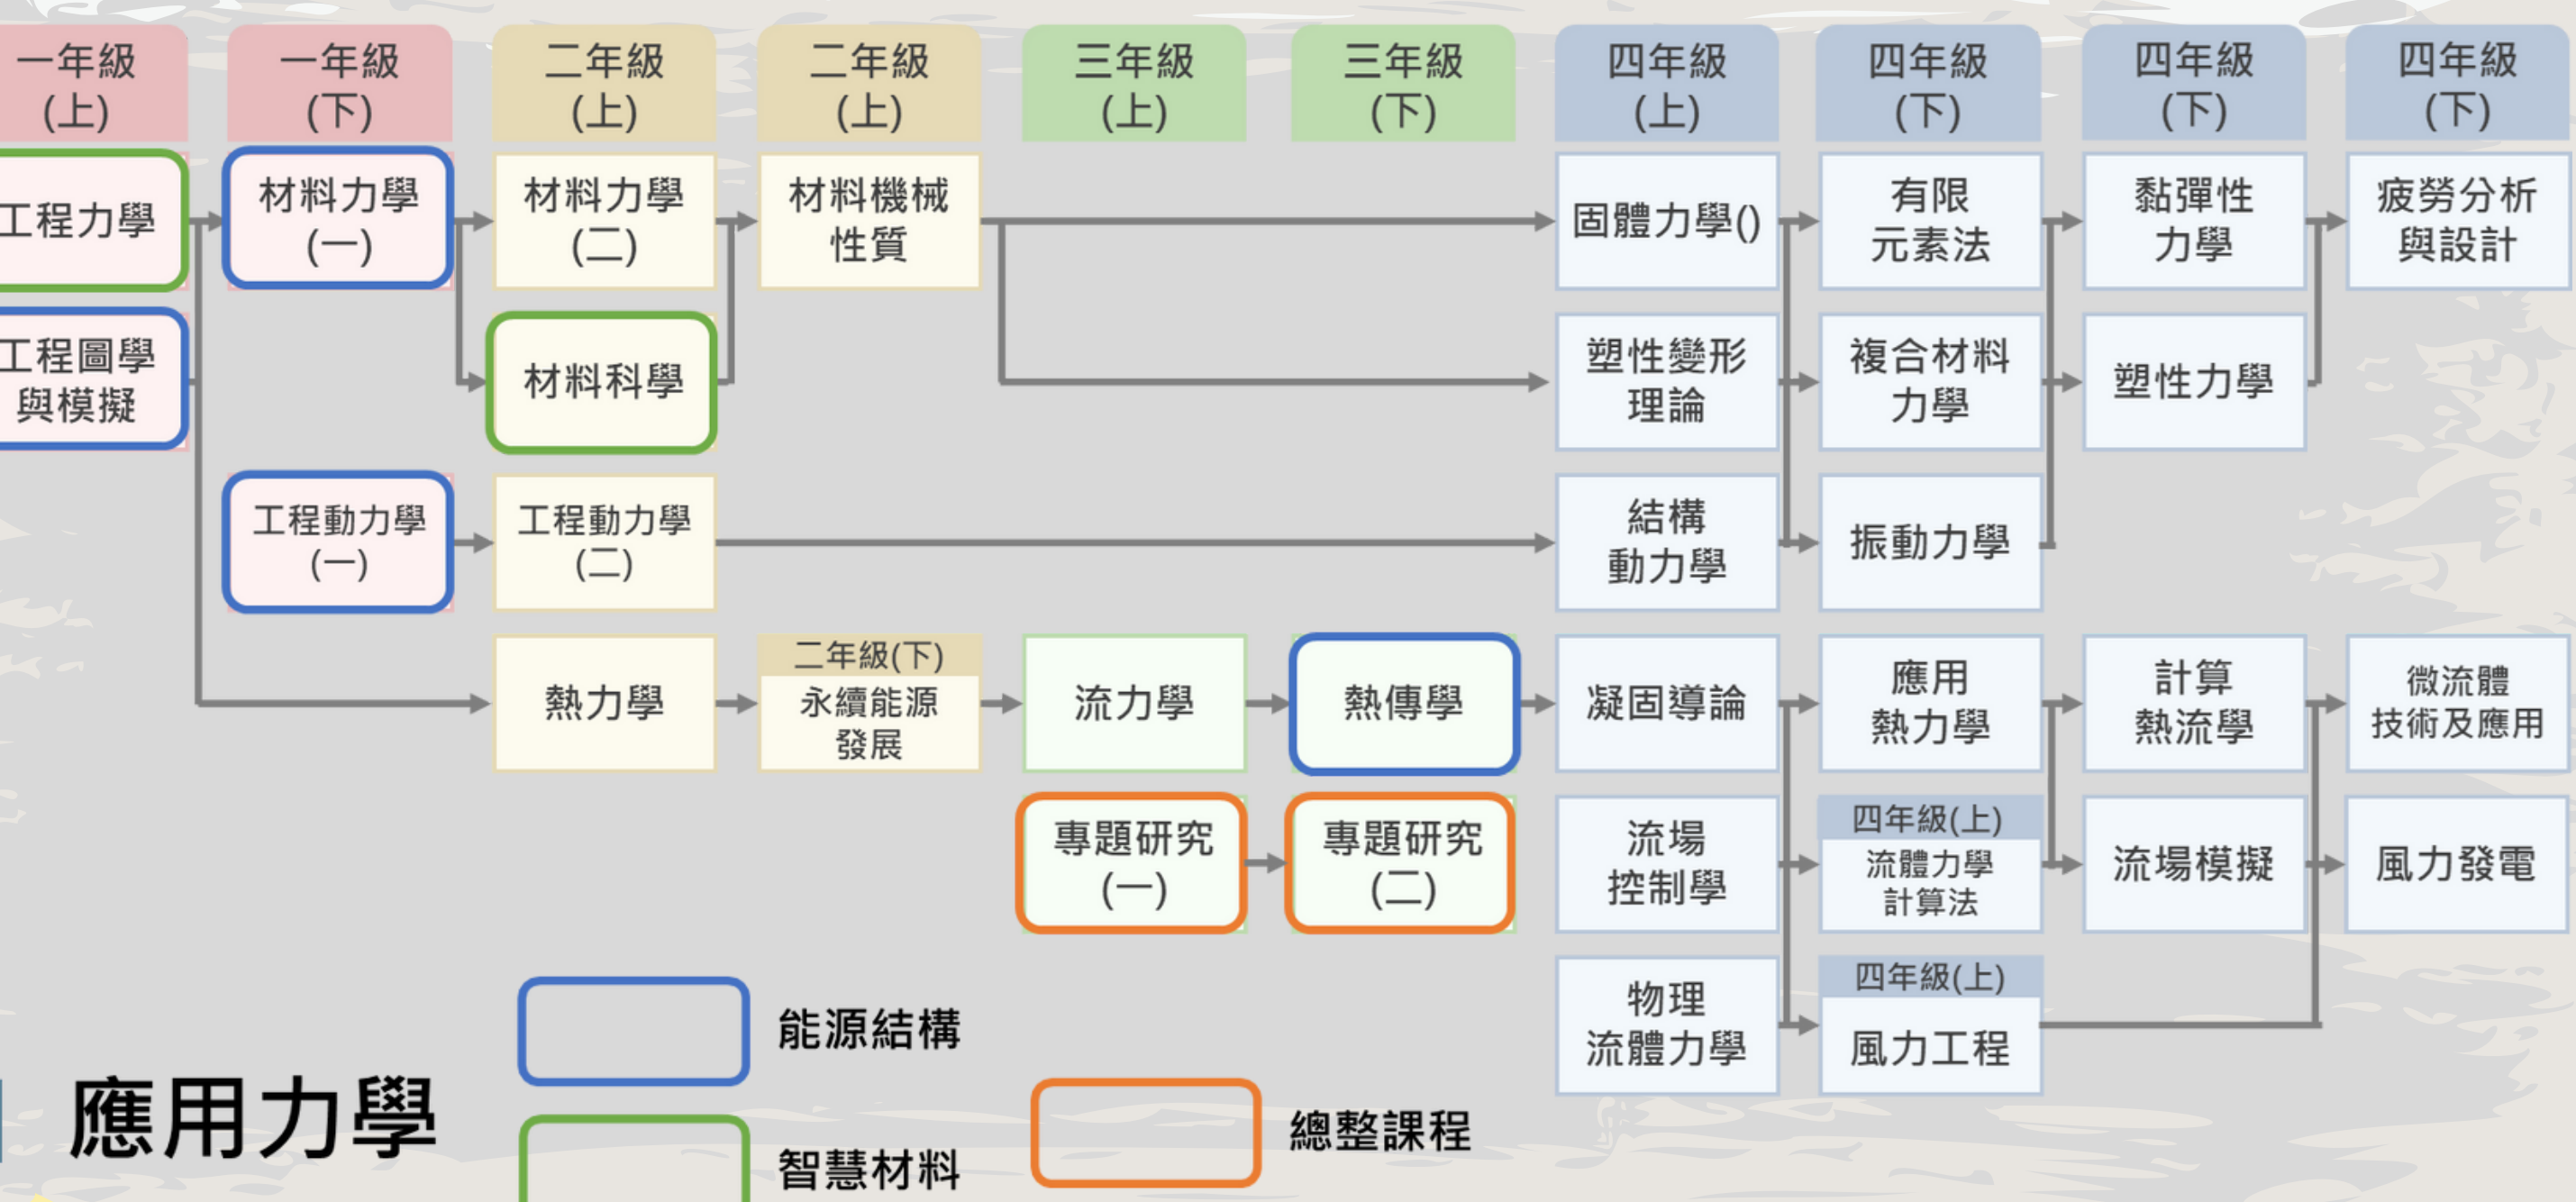 一年級
(上)
一年級
(下)
二年級
(上)
二年級
(上)
三年級
(上)
三年級
(下)
四年級
(上)
四年級
(下)
四年級
(下)
四年級
(下)
工程力學
材料力學
(一)
材料力學
(二)
材料機械
性質
固體力學()
有限
元素法
黏彈性
力學
疲勞分析
與設計
工程圖學
與模擬
材料科學
塑性變形
理論
複合材料
力學
塑性力學
工程動力學
(一)
工程動力學
(二)
結構
動力學
振動力學
熱力學
二年級(下)
永續能源
發展
流力學
熱傳學
凝固導論
應用
熱力學
計算
熱流學
微流體
技術及應用
專題研究
(一)
專題研究
(二)
流場
控制學
四年級(上)
流體力學
計算法
流場模擬
風力發電
物理
流體力學
四年級(上)
風力工程
能源結構
應用力學
智慧材料
總整課程